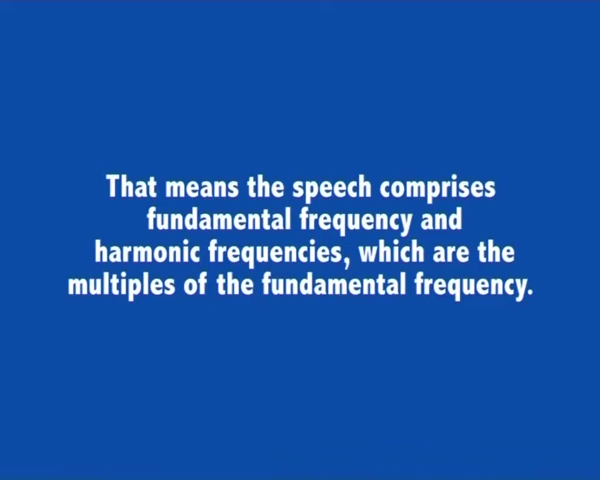 That means the speech comprises
fundamental frequency and
harmonic frequencies, which are the
multiples of the fundamental frequency.